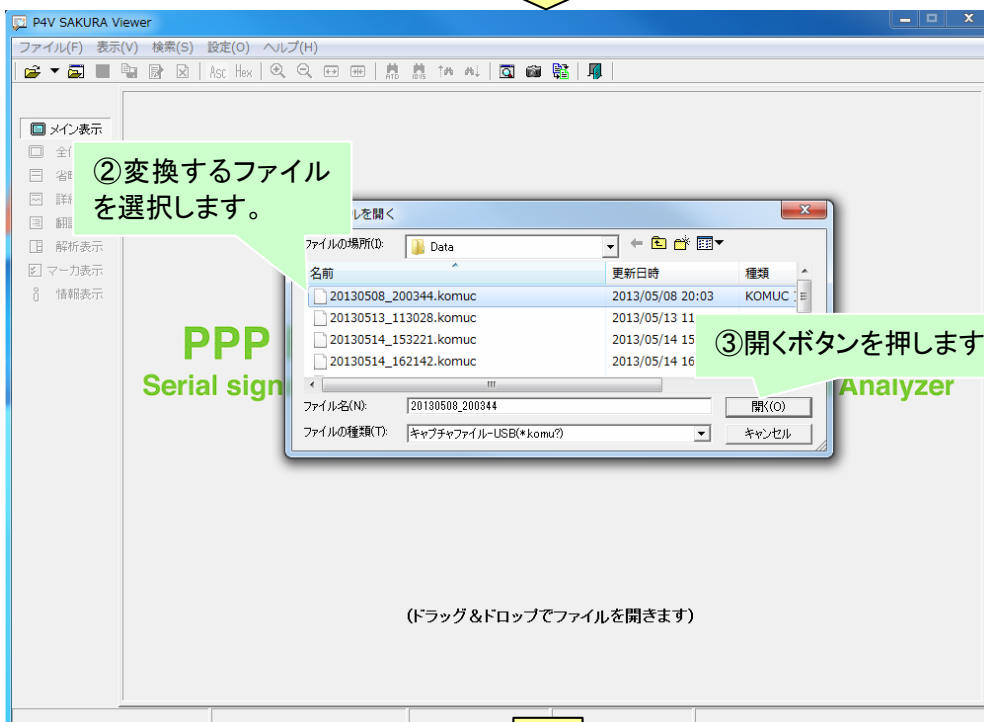 P4V SAKURA Viewer
ファイル(F) 表示(V) 検索(S) 設定(O) ヘルプ(H)
Asc Hex
メイン表示
②変換するファイル
を選択します。
ルを開く
解析表示
マーカ表示
情報表示
ファイルの場所(I): Data
名前 更新日時 種類
20130508_200344.komuc 2013/05/08 20:03 KOMUC
20130513_113028.komuc 2013/05/13 11
20130514_153221.komuc 2013/05/14 15
20130514_162142.komuc 2013/05/14 16
③開くボタンを押します
PPP
Serial sign Analyzer
ファイル名(N): 20130508_200344 開く(O)
ファイルの種類(T): キャプチャファイル-USB(*.komu?) キャンセル
(ドラッグ&ドロップでファイルを開きます)